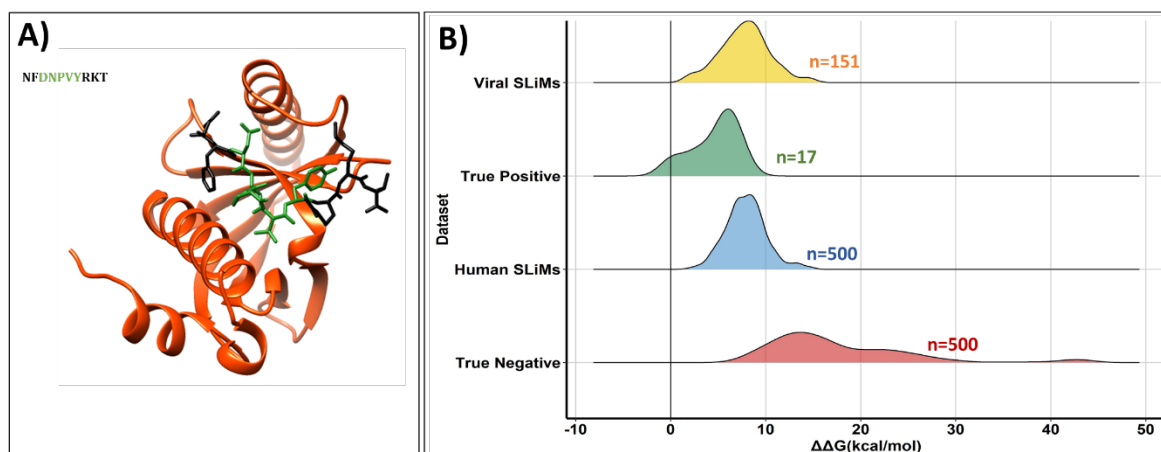 A)
NFDNPVYRKT
B)
Viral SLiMs
n=151
True Positive
n=17
Dataset
Human SLiMs
n=500
True Negative
n=500
-10 0 10 20 30 40 50
ΔΔG(kcal/mol)